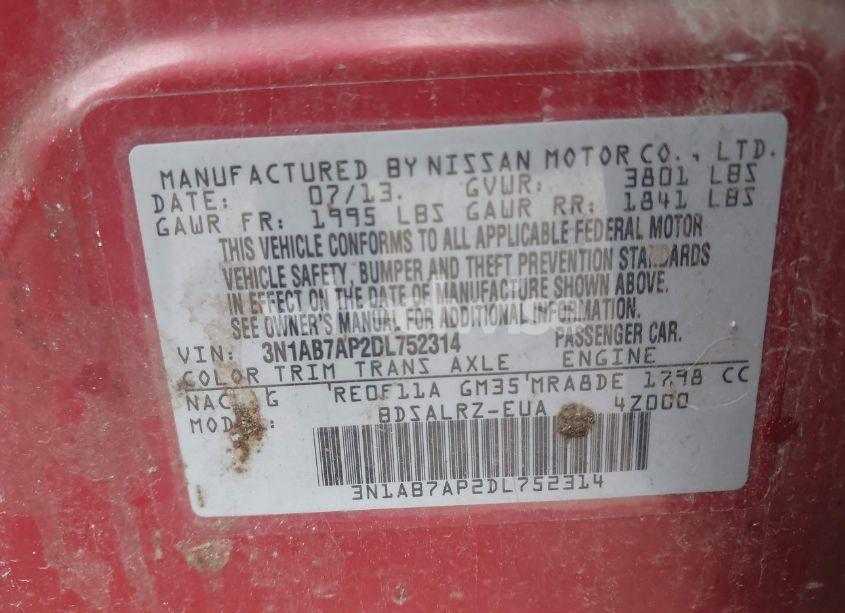 MANUFACTURED BY NISSAN MOTOR CO., LTD.
DATE: 07/13. GVWR: 3801 LBS
GAWR FR: 1995 LBS GAWR RR: 1841 LBS
THIS VEHICLE CONFORMS TO ALL APPLICABLE FEDERAL MOTOR
VEHICLE SAFETY, BUMPER AND THEFT PREVENTION STANDARDS
IN EFFECT ON THE DATE OF MANUFACTURE SHOWN ABOVE.
SEE OWNER'S MANUAL FOR ADDITIONAL INFORMATION.
VIN: 3N1AB7AP2DL752314 PASSENGER CAR.
COLOR TRIM TRANS AXLE ENGINE
NAC G RE0F11A GM35 MRA8DE 1798 CC
BDSALRZ-EUA 4Z000
3N1AB7AP2DL752314